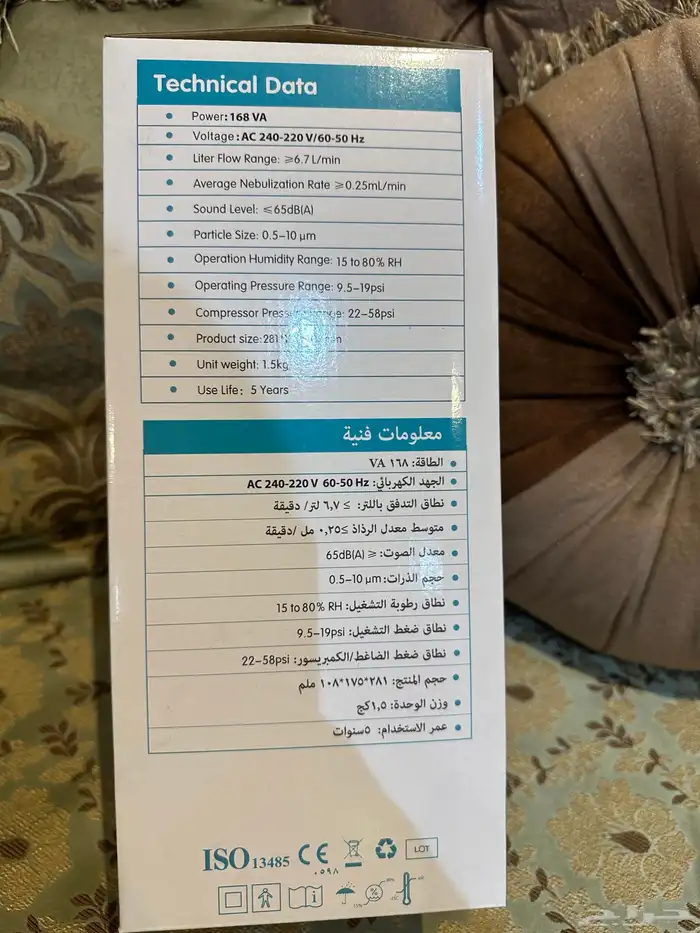 Technical Data
Power: 168 VA
Voltage: AC 240-220 V/60-50 Hz
Liter Flow Range: ≥6.7 L/min
Average Nebulization Rate ≥0.25mL/min
Sound Level: ≤65dB(A)
Particle Size: 0.5-10 µm
Operation Humidity Range: 15 to 80% RH
Operating Pressure Range: 9.5-19psi
Compressor 22-58psi
Product size:
Unit weight: 1.5kg
Use Life: 5 Years
معلومات فنية
الطاقة: ١٦٨ VA
الجهد الكهربائي: AC 240-220 V 60-50 Hz
نطاق التدفق باللتر: ≥ ٦,٧ لتر/ دقيقة
متوسط معدل الرذاذ ≥٠,٢٥ مل /دقيقة
معدل الصوت: ≥ 65dB(A)
حجم الذرات: 0.5-10 µm
نطاق رطوبة التشغيل: 15 to 80% RH
نطاق ضغط التشغيل: 9.5-19psi
نطاق ضغط الضاغط/الكمبريسور: 22-58psi
حجم المنتج: ٢٨١*١٧٥*١٠٨ ملم
وزن الوحدة: ١,٥كج
عمر الاستخدام: ٥سنوات
ISO 13485 CE LOT
٠٥٩٨
حراج